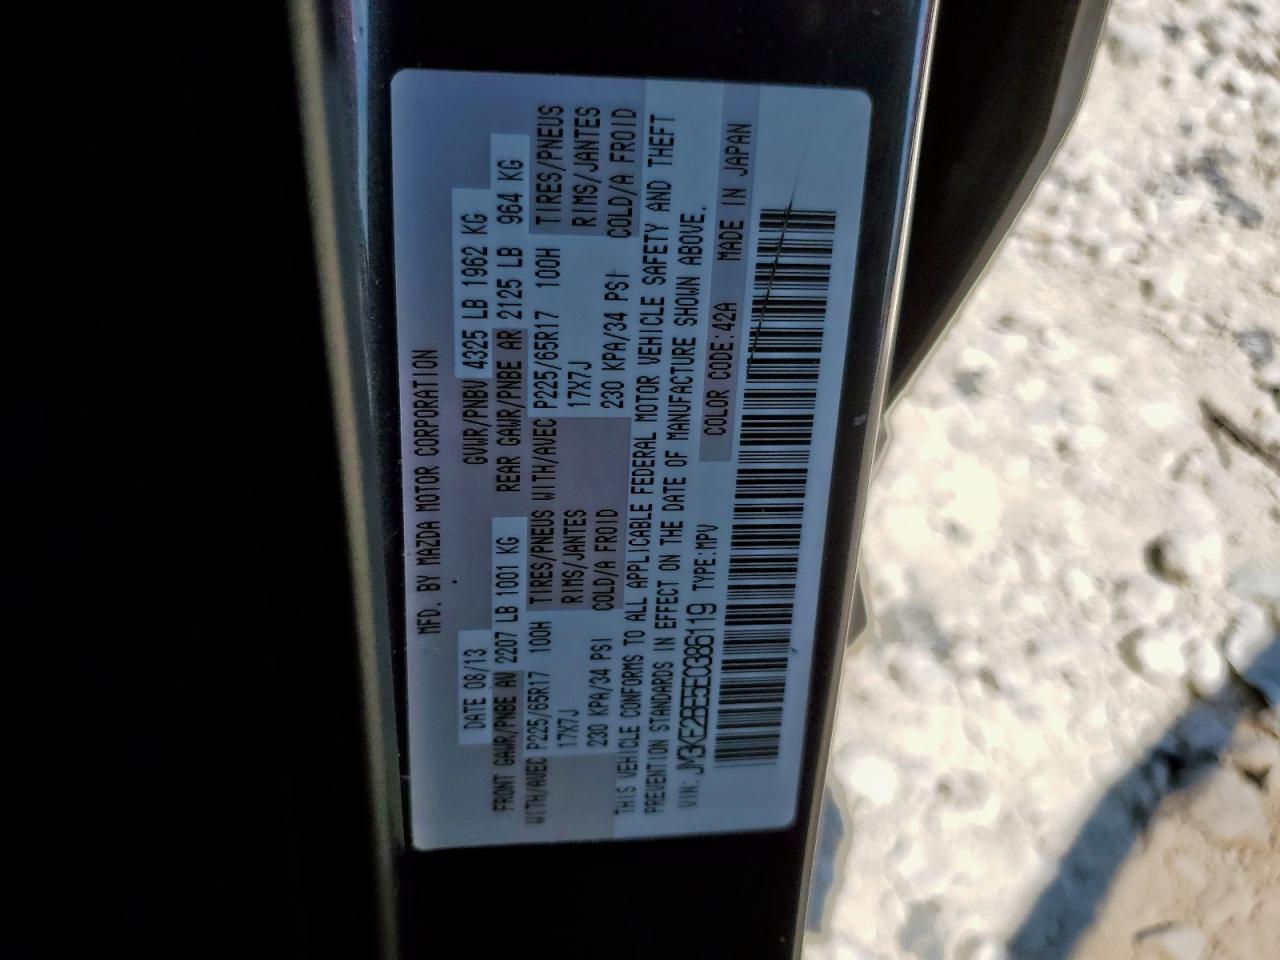 MFD. BY MAZDA MOTOR CORPORATION
DATE 08/13 GVWR/PNBV 4325 LB 1962 KG
FRONT GAWR/PNBE AV 2207 LB 1001 KG REAR GAWR/PNBE AR 2125 LB 964 KG
WITH/AVEC P225/65R17 100H TIRES/PNEUS WITH/AVEC P225/65R17 100H TIRES/PNEUS
17X7J RIMS/JANTES 17X7J RIMS/JANTES
230 KPA/34 PSI COLD/A FROID 230 KPA/34 PSI COLD/A FROID
THIS VEHICLE CONFORMS TO ALL APPLICABLE FEDERAL MOTOR VEHICLE SAFETY AND THEFT
PREVENTION STANDARDS IN EFFECT ON THE DATE OF MANUFACTURE SHOWN ABOVE.
VIN: JM3KE2BE5E0386119 TYPE:MPV COLOR CODE:42A MADE IN JAPAN